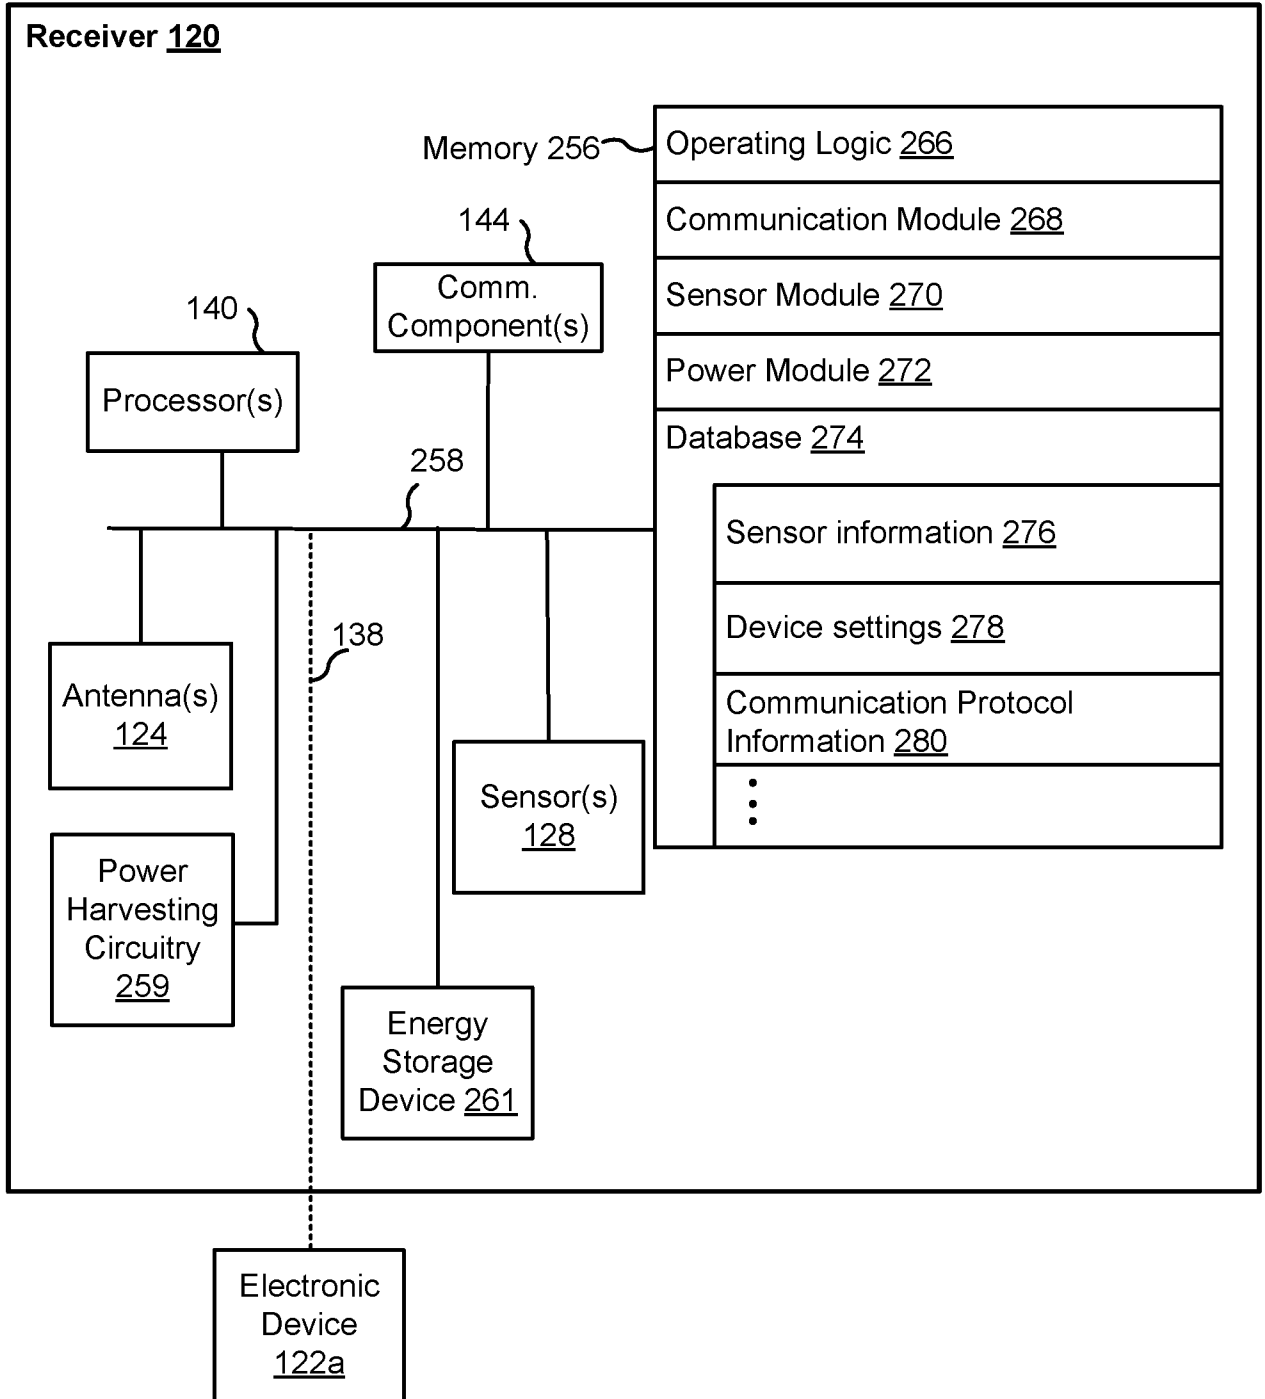 Receiver 120
Memory 256
Operating Logic 266
Communication Module 268
Sensor Module 270
Power Module 272
Database 274
Sensor information 276
Device settings 278
Communication Protocol
Information 280
144
Comm.
Component(s)
140
Processor(s)
258
138
Antenna(s)
124
Power
Harvesting
Circuitry
259
Sensor(s)
128
Energy
Storage
Device 261
Electronic
Device
122a